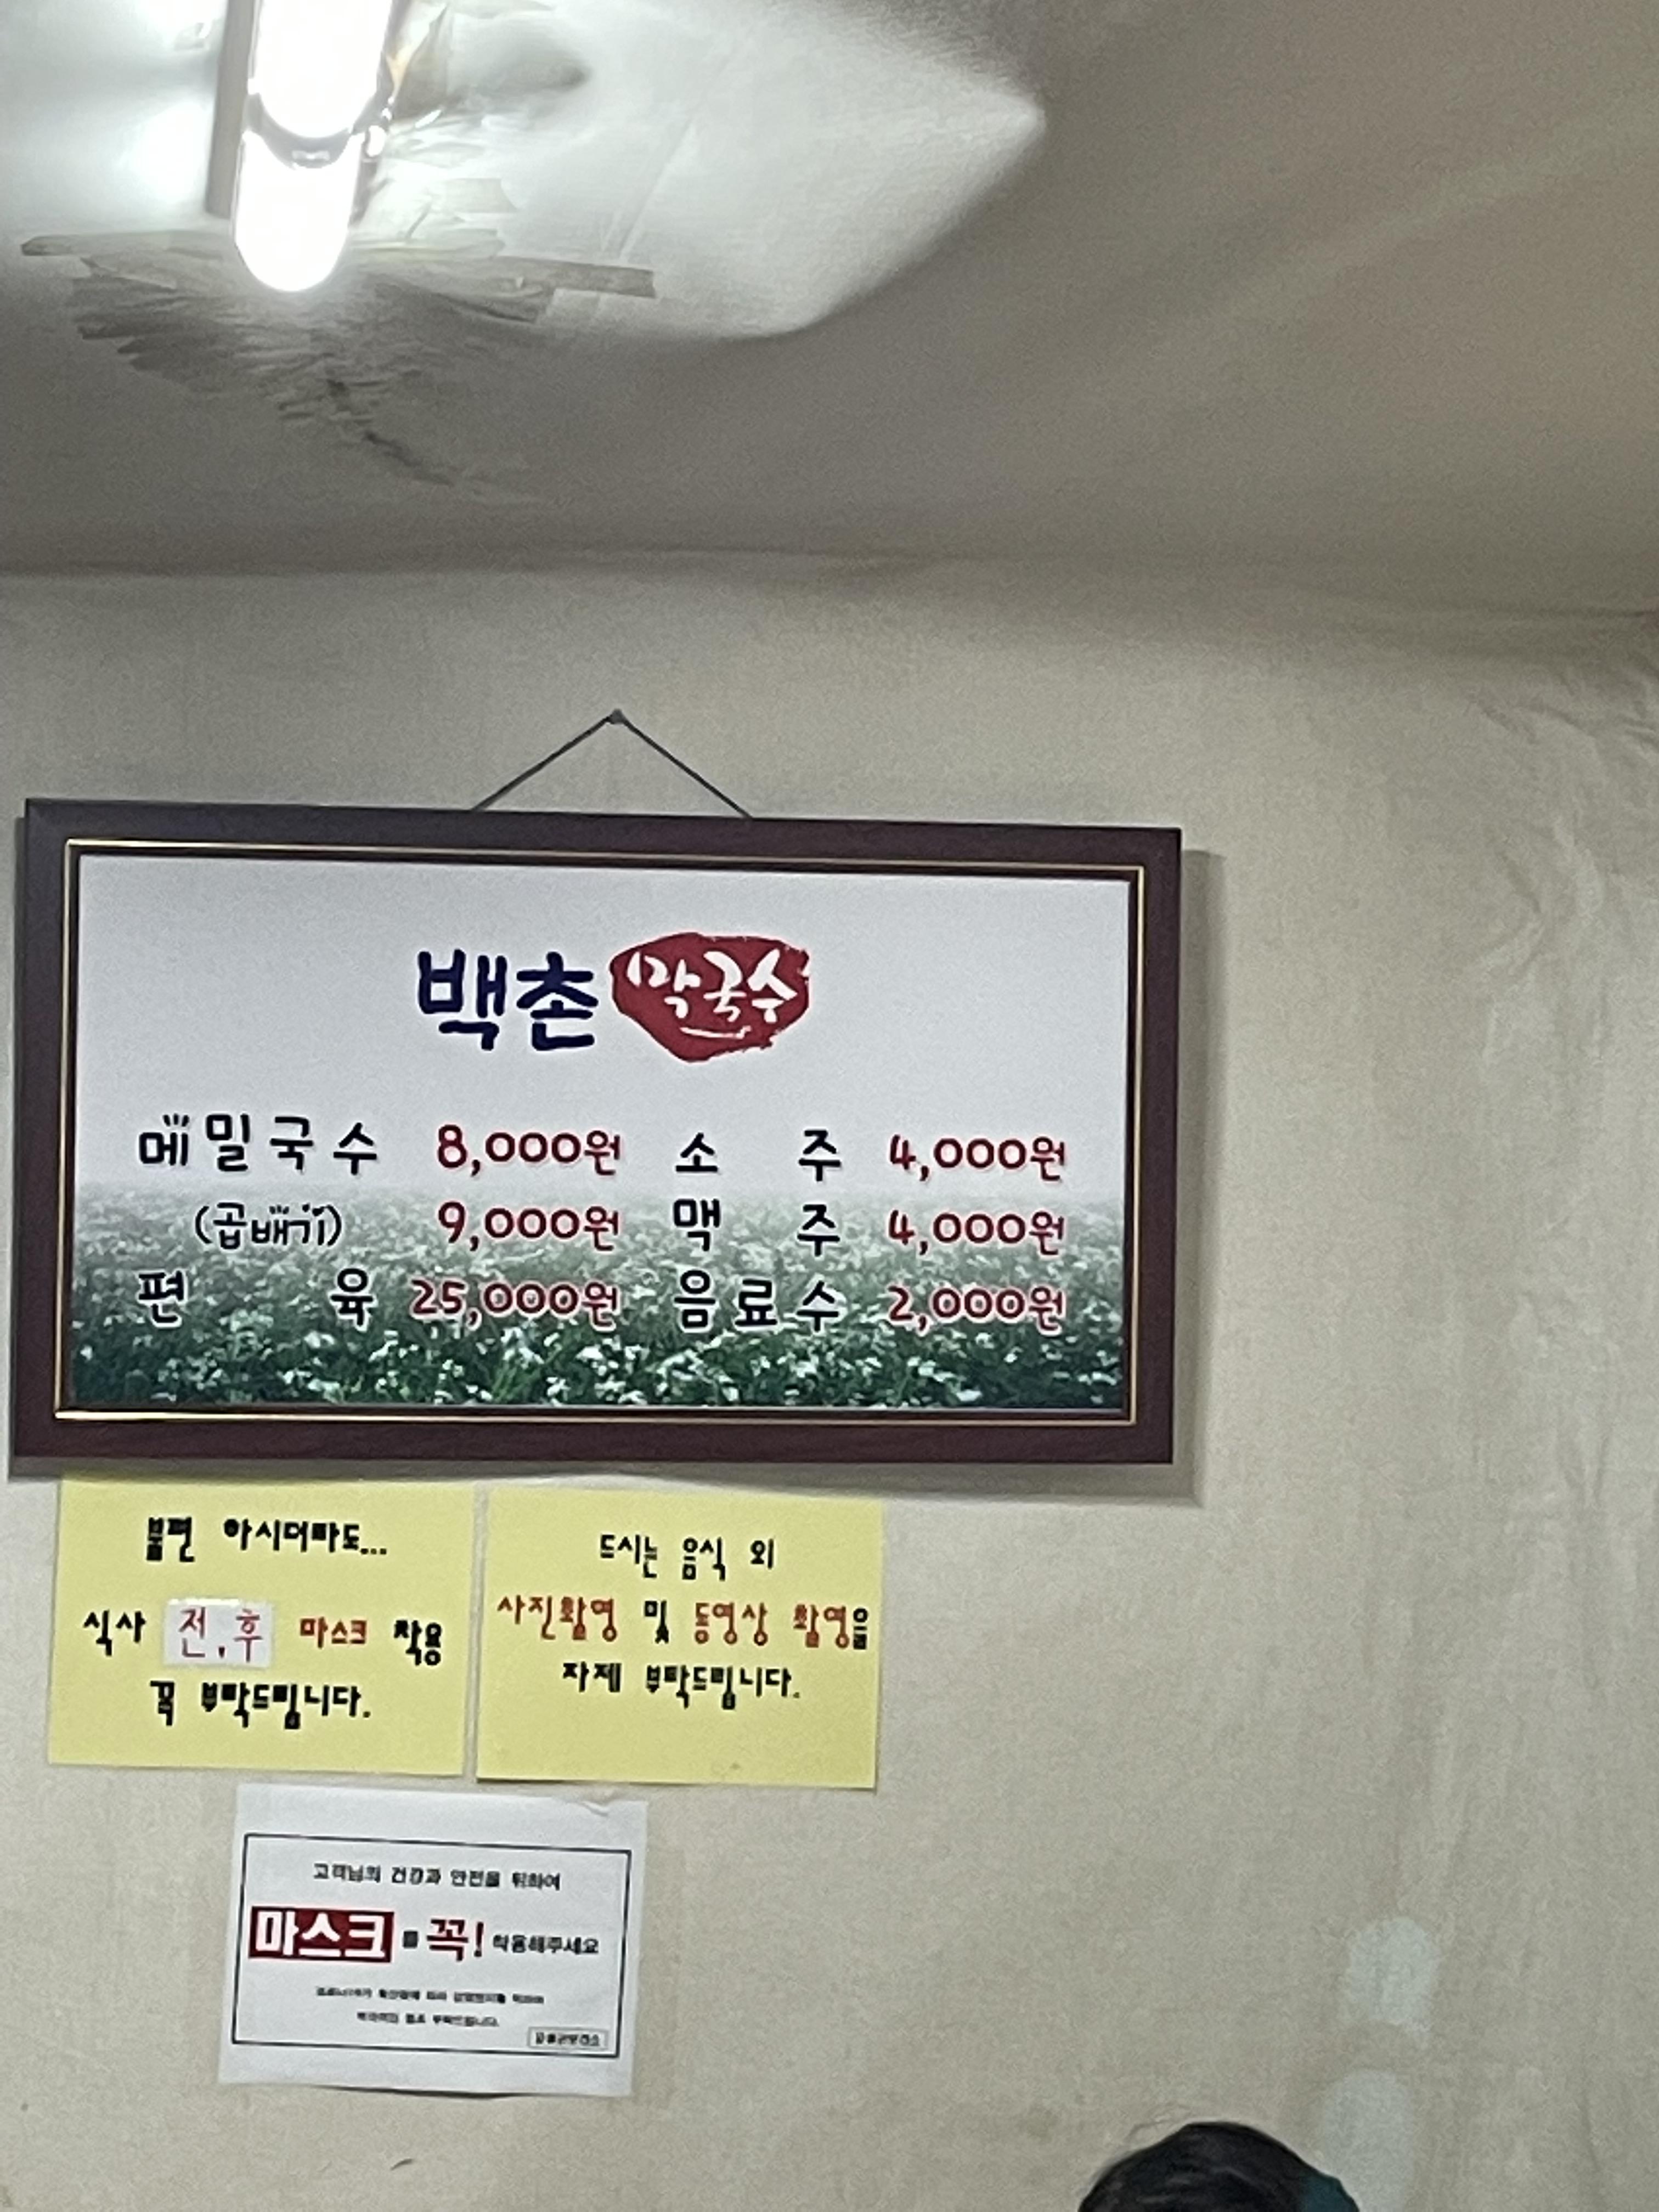 백촌 막국수
메밀국수 8,000원 소주 4,000원
(곱배기) 9,000원 맥주 4,000원
편육 25,000원 음료수 2,000원
불편 하시더라도...
식사 전,후 마스크 착용
꼭 부탁드립니다.
드시는 음식 외
사진촬영 및 동영상 촬영을
자제 부탁드립니다.
고객님의 건강과 안전을 위하여
마스크를 꼭! 착용해주세요
부탁드립니다.